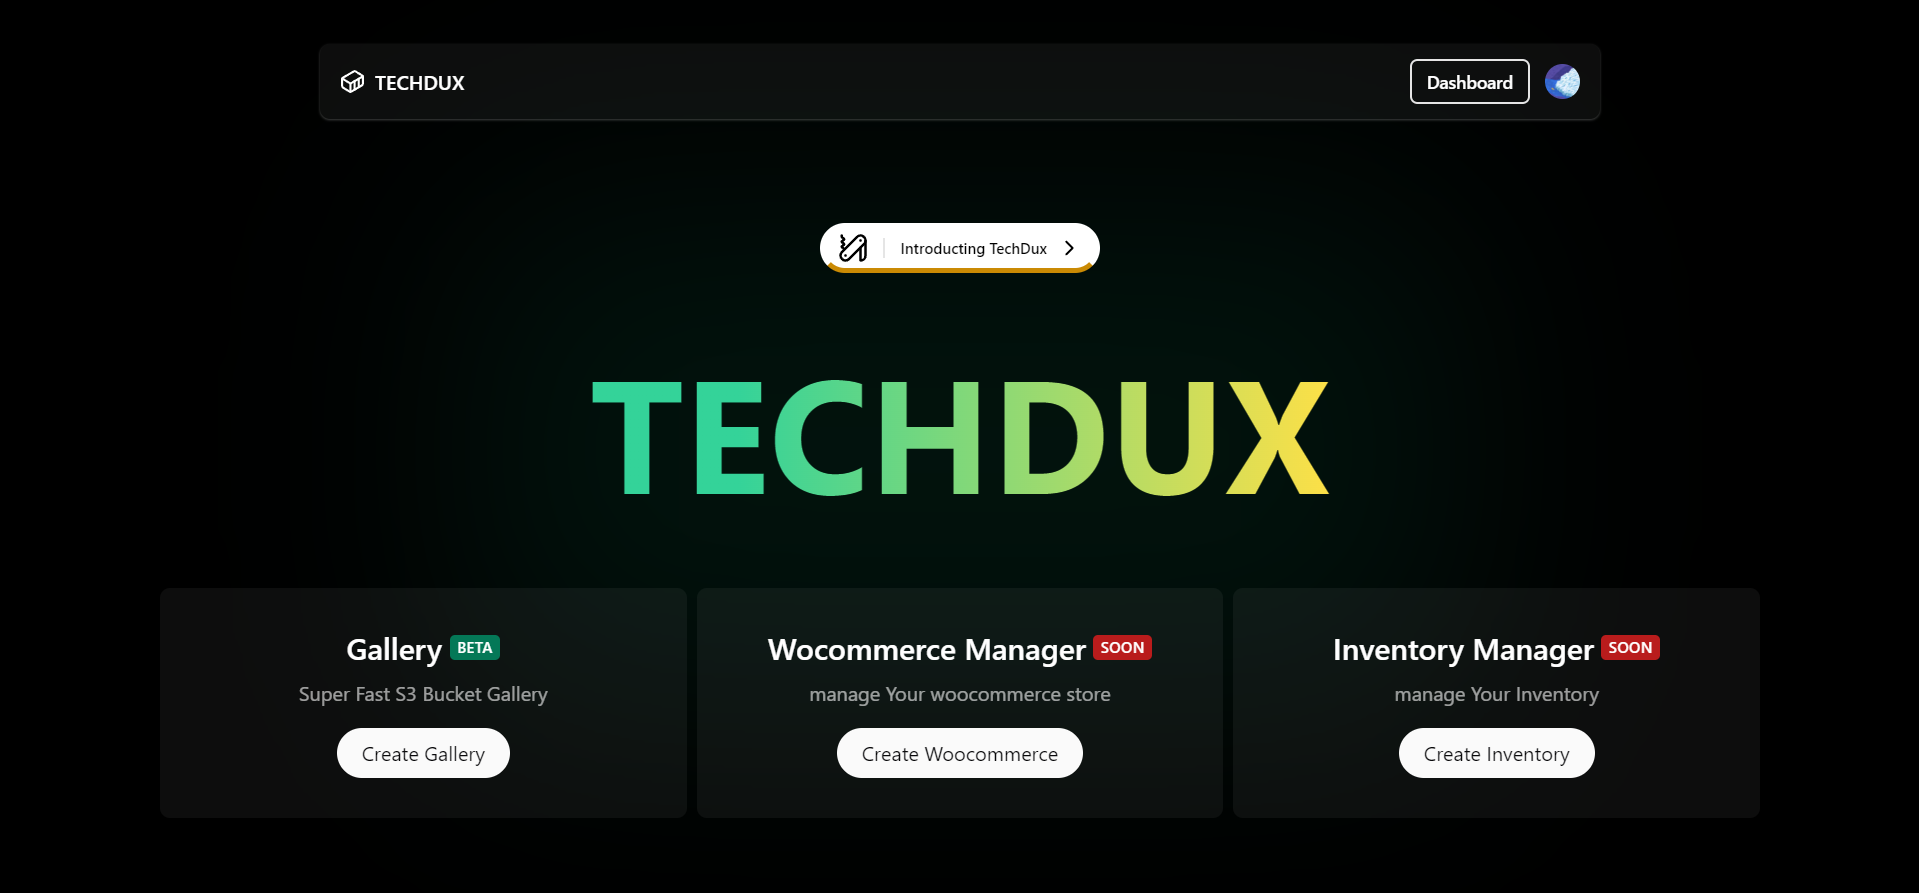 TECHDUX
Dashboard
Introducting TechDux
TECHDUX
Gallery BETA
Super Fast S3 Bucket Gallery
Create Gallery
Wocommerce Manager SOON
manage Your woocommerce store
Create Woocommerce
Inventory Manager SOON
manage Your Inventory
Create Inventory